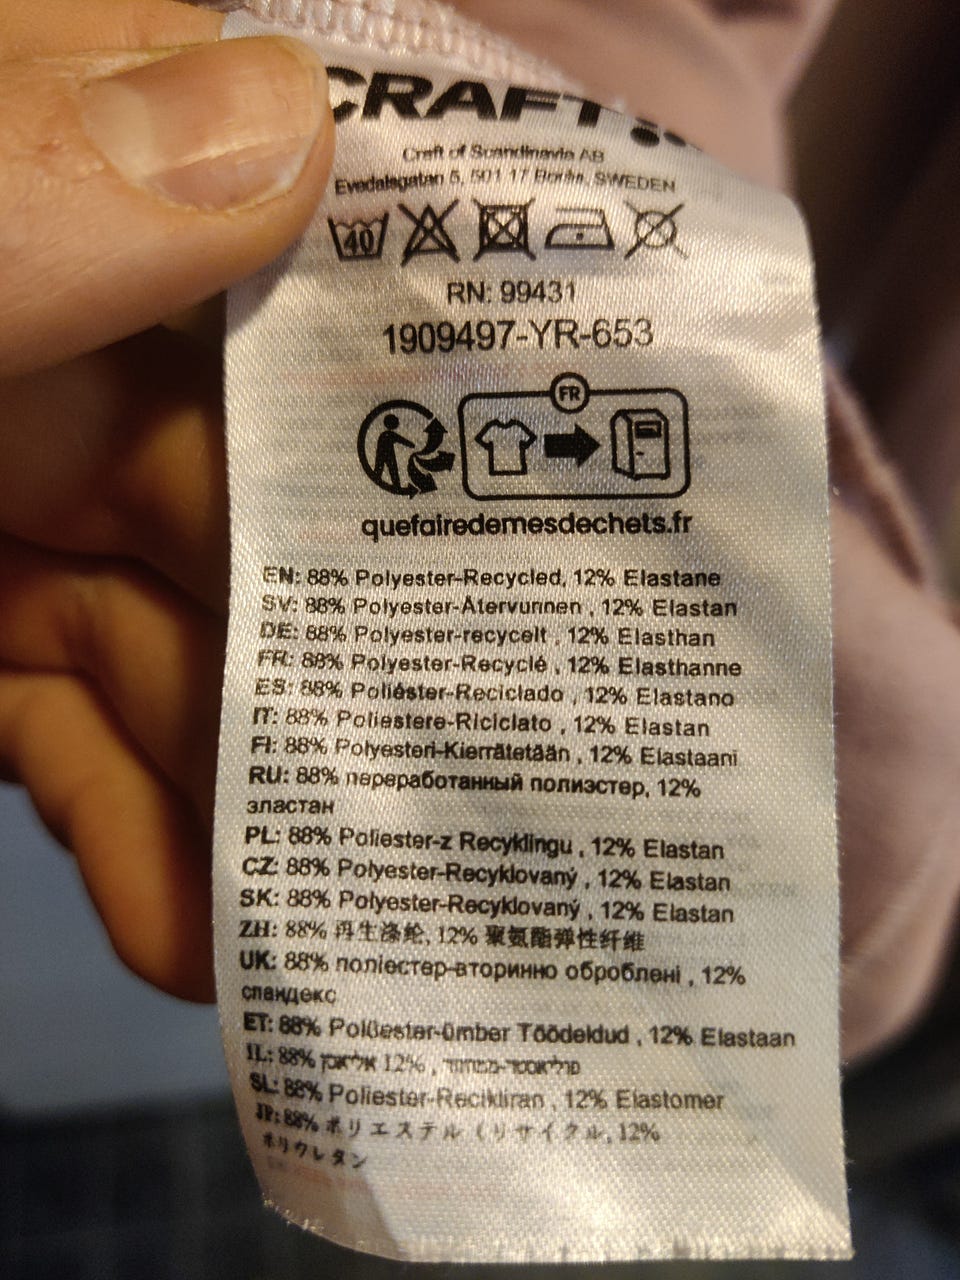 CRAFT
Craft of Scandinavia AB
Evedalsgatan 5, 501 17 Borås, SWEDEN
40
RN: 99431
1909497-YR-653
FR
quefairedemesdechets.fr
EN: 88% Polyester-Recycled, 12% Elastane
SV: 88% Polyester-Återvunnen , 12% Elastan
DE: 88% Polyester-recycelt , 12% Elasthan
FR: 88% Polyester-Recyclé , 12% Elasthanne
ES: 88% Poliéster-Reciclado , 12% Elastano
IT: 88% Poliestere-Riciclato , 12% Elastan
FI: 88% Polyesteri-Kierrätetään , 12% Elastaani
RU: 88% переработанный полиэстер, 12%
эластан
PL: 88% Poliester-z Recyklingu , 12% Elastan
CZ: 88% Polyester-Recyklovaný , 12% Elastan
SK: 88% Polyester-Recyklovaný , 12% Elastan
ZH: 88% 再生涤纶, 12% 聚氨酯弹性纤维
UK: 88% поліестер-вторинно оброблені , 12%
спандекс
ET: 88% Polüester-ümber Töödeldud , 12% Elastaan
IL: 88% 12% ,
SL: 88% Poliester-Recikliran , 12% Elastomer
JP: 88% ポリエステル (リサイクル, 12%
ポリウレタン